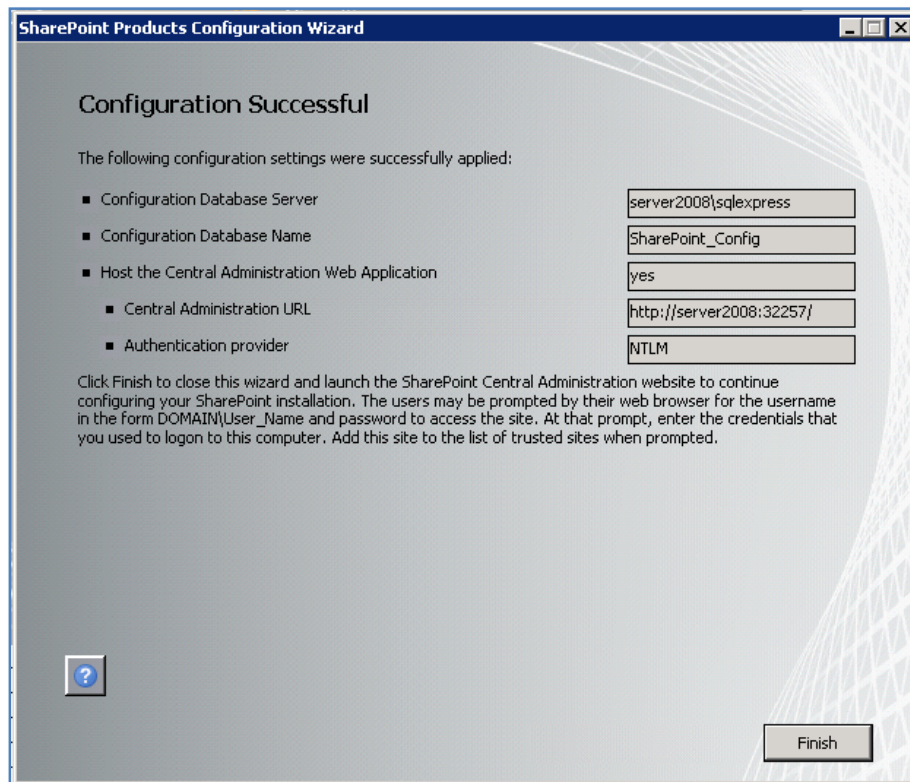 SharePoint Products Configuration Wizard
Configuration Successful
The following configuration settings were successfully applied:
Configuration Database Server server2008\sqlexpress
Configuration Database Name SharePoint_Config
Host the Central Administration Web Application yes
Central Administration URL http://server2008:32257/
Authentication provider NTLM
Click Finish to close this wizard and launch the SharePoint Central Administration website to continue
configuring your SharePoint installation. The users may be prompted by their web browser for the username
in the form DOMAIN\User_Name and password to access the site. At that prompt, enter the credentials that
you used to logon to this computer. Add this site to the list of trusted sites when prompted.
?
Finish